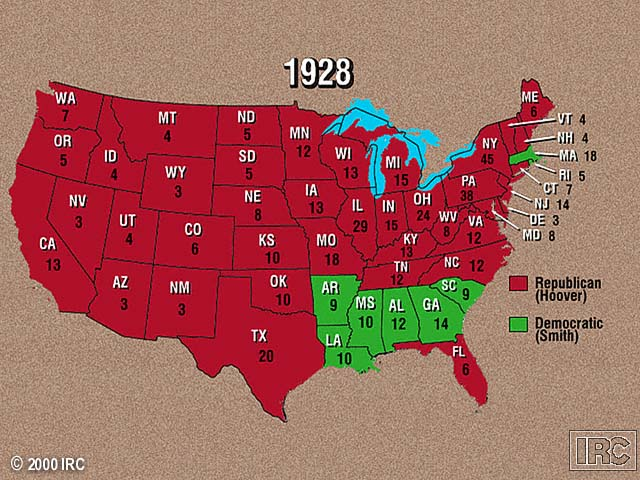 1928
WA
7
OR
5
CA
13
ID
4
NV
3
MT
4
WY
3
UT
4
AZ
3
CO
6
NM
3
ND
5
SD
5
NE
8
KS
10
OK
10
TX
20
MN
12
IA
13
MO
18
AR
9
LA
10
WI
13
IL
29
MI
15
IN
15
OH
24
KY
13
TN
12
MS
10
AL
12
GA
14
FL
6
SC
9
NC 12
VA
12
WV
8
PA
38
NY
45
ME
6
VT 4
NH 4
MA 18
RI 5
CT 7
NJ 14
DE 3
MD 8
Republican
(Hoover)
Democratic
(Smith)
© 2000 IRC
IRC